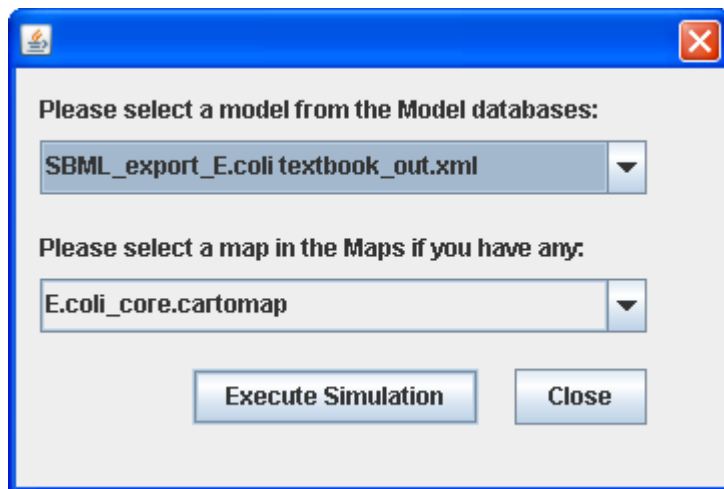 Please select a model from the Model databases:
SBML_export_E.coli textbook_out.xml
Please select a map in the Maps if you have any:
E.coli_core.cartomap
Execute Simulation
Close